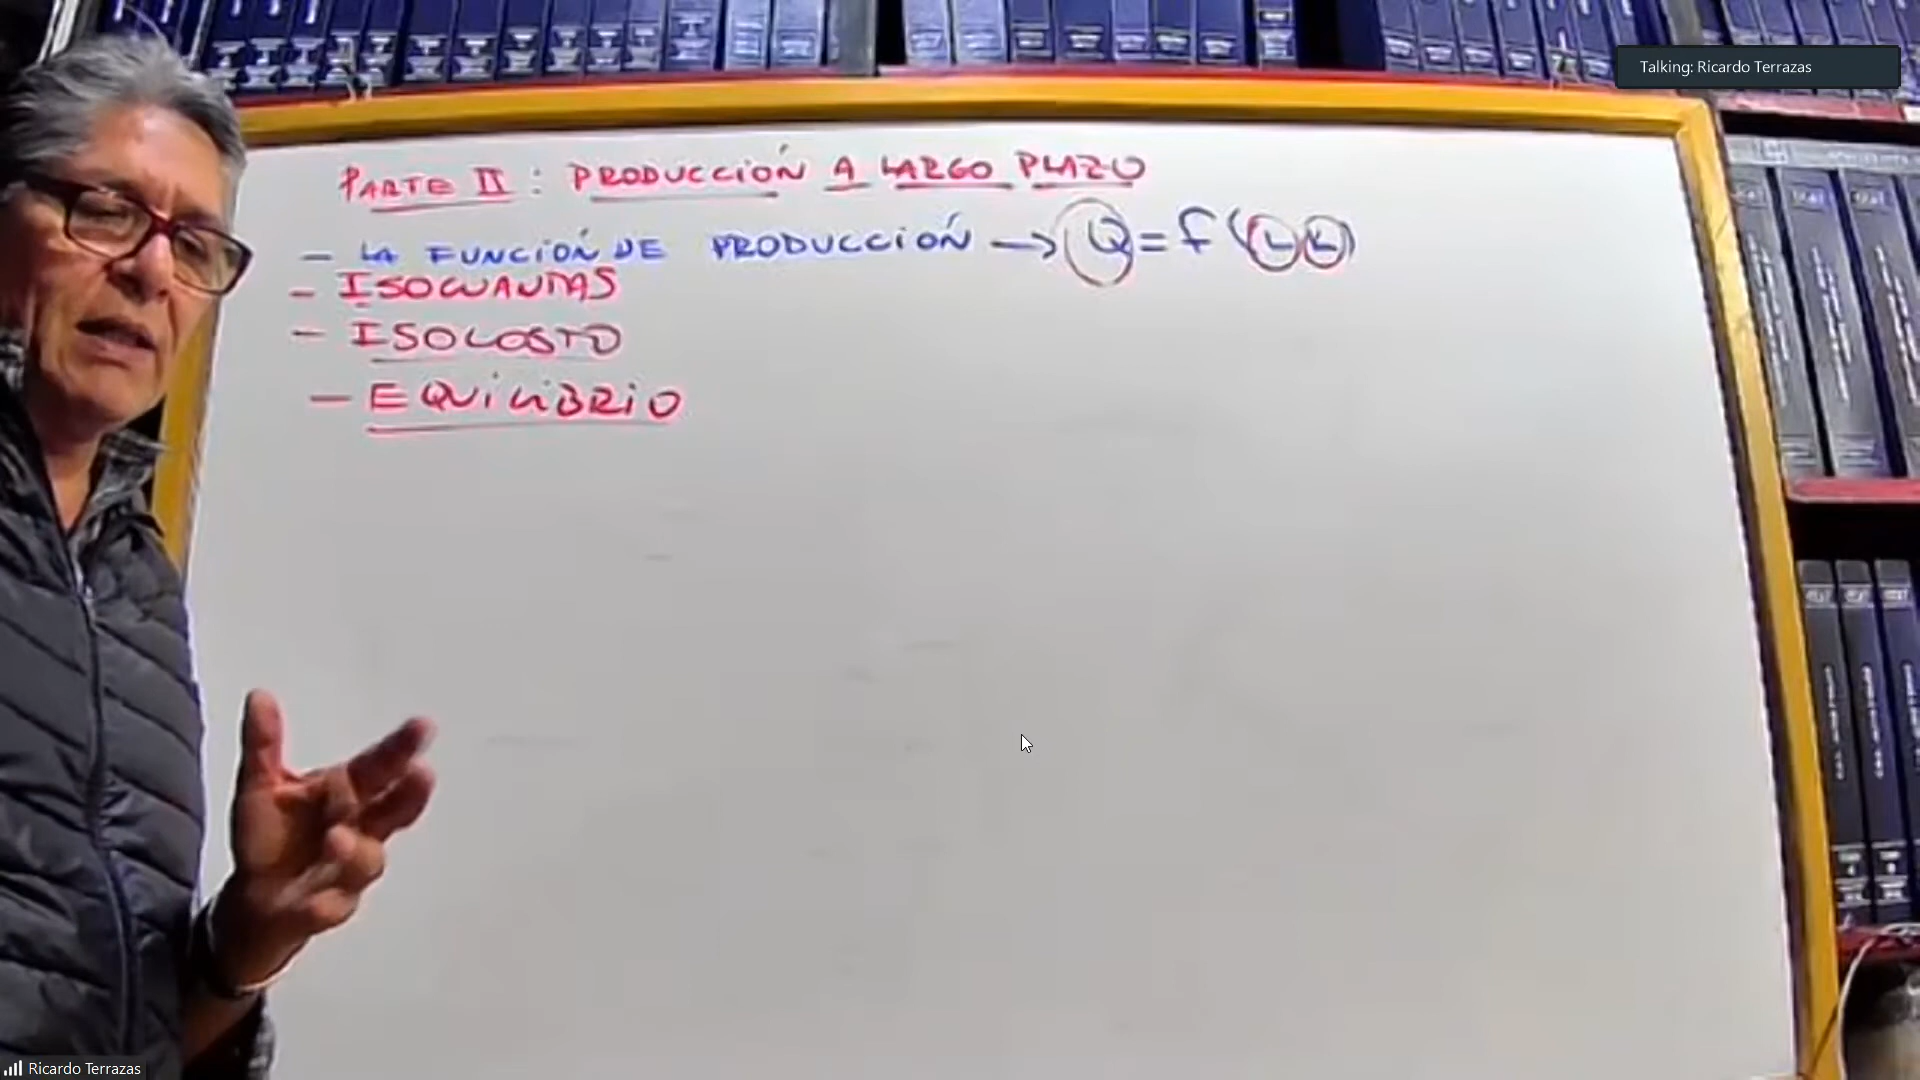 Talking: Ricardo Terrazas
PARTE II : PRODUCCIÓN A LARGO PLAZO
- LA FUNCIÓN DE PRODUCCIÓN → Q = f(L K)
- ISOCUANTAS
- ISOCOSTO
- EQUILIBRIO
Ricardo Terrazas